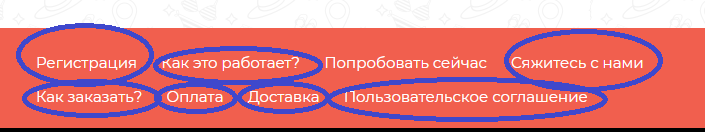 Регистрация Как это работает? Попробовать сейчас Сяжитесь с нами
Как заказать? Оплата Доставка Пользовательское соглашение